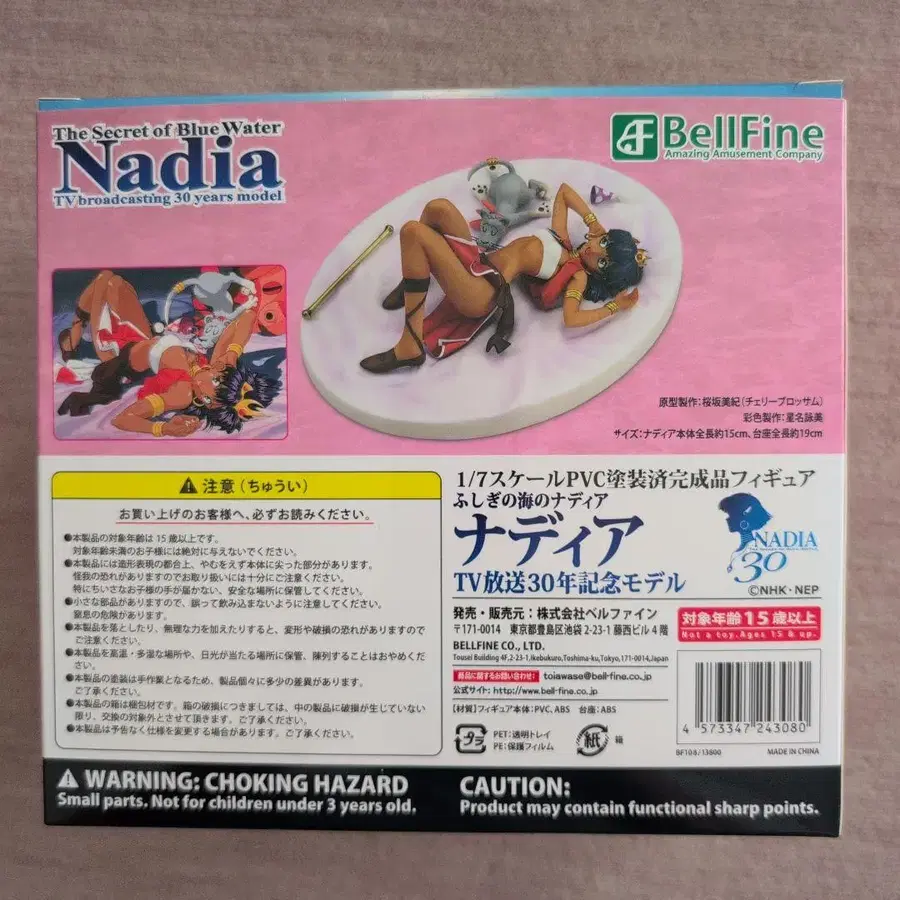 The Secret of Blue Water
Nadia
TV broadcasting 30 years model
BellFine
Amazing Amusement Company
原型製作：桜坂美紀（チェリーブロッサム）
彩色製作：星名詠美
サイズ：ナディア本体全長約15cm、台座全長約19cm
注意（ちゅうい）
お買い上げのお客様へ、必ずお読みください。
●本製品の対象年齢は15歳以上です。
対象年齢未満のお子様には絶対に与えないでください。
●本製品には造形表現の都合上、やむをえず本体に尖った部分があります。
怪我の恐れがありますのでお取り扱いには十分にご注意ください。
特にちいさなお子様の手が届かない、安全な場所に保管してください。
●小さな部品がありますので、誤って飲み込まないように注意してください。
窒息の危険があります。
●本製品を落としたり、無理な力を加えたりすると、変形や破損の恐れがありますので
ご注意ください。
●本製品を高温・多湿な場所や、日光が当たる場所に保管、陳列することはおやめくだ
さい。
●本製品の塗装は手作業となるため、製品個々に多少の差異があります。
ご了承ください。
●本製品の箱は梱包材です。箱の破損につきましては、中の製品に破損が生じていない
限り、交換の対象外とさせて頂きます。ご了承ください。
●本製品は予告なく仕様を変更する場合があります。ご了承ください。
1/7スケールPVC塗装済完成品フィギュア
ふしぎの海のナディア
ナディア
TV放送30年記念モデル
NADIA
30
©NHK・NEP
発売・販売元：株式会社ベルファイン
〒171-0014 東京都豊島区池袋2-23-1 藤西ビル4階
BELLFINE CO., LTD.
Tousei Building 4F,2-23-1,Ikebukuro,Toshima-ku,Tokyo,171-0014,Japan
商品に関するお問い合わせ： toiawase@bell-fine.co.jp
公式サイト：http://www.bell-fine.co.jp
【材質】フィギュア本体：PVC、ABS 台座：ABS
対象年齢15歳以上
Not a toy. Ages 15 & up.
プラ
PET：透明トレイ
PE：保護フィルム
紙
箱
4 573347 243080
BF108/13800
MADE IN CHINA
WARNING: CHOKING HAZARD
Small parts. Not for children under 3 years old.
CAUTION:
Product may contain functional sharp points.